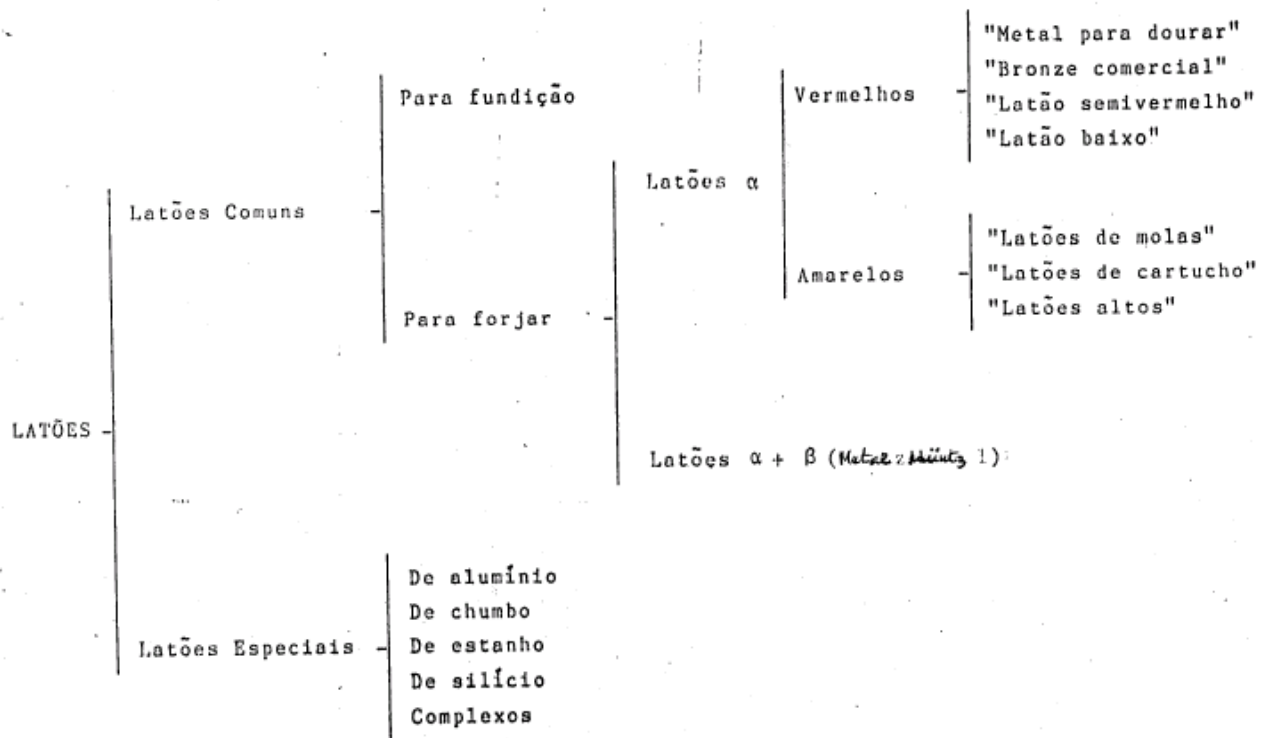 "Metal para dourar"
"Bronze comercial"
"Latão semivermelho"
"Latão baixo"
Vermelhos
Para fundição
Latões α
Latões Comuns
"Latões de molas"
"Latões de cartucho"
"Latões altos"
Amarelos
Para forjar
LATÕES
Latões α + β (Metal Müntz)
De alumínio
De chumbo
De estanho
De silício
Complexos
Latões Especiais